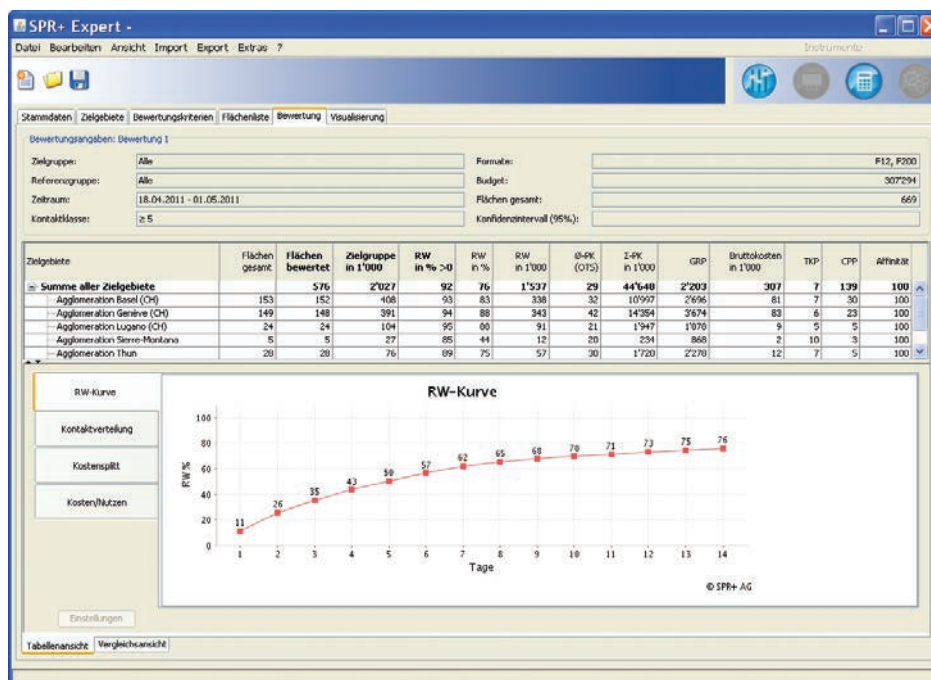 SPR+ Expert -
Datei Bearbeiten Ansicht Import Export Extras ? Instrumente
Stammdaten Zielgebiete Bewertungskriterien Flächenliste Bewertung Visualisierung
Bewertungsangaben: Bewertung 1
Zielgruppe: Alle Formate: F12, F200
Referenzgruppe: Alle Budget: 307'294
Zeitraum: 18.04.2011 - 01.05.2011 Flächen gesamt: 669
Kontaktklasse: ≥ 5 Konfidenzintervall (95%):
Zielgebiete Flächen gesamt Flächen bewertet Zielgruppe in 1'000 RW in % >0 RW in % RW in 1'000 Ø-PK (OTS) Σ-PK in 1'000 GRP Bruttokosten in 1'000 TKP CPP Affinität
Summe aller Zielgebiete 576 2'027 92 76 1'537 29 44'648 2'203 307 7 139 100
Agglomeration Basel (CH) 153 152 408 93 83 338 32 10'997 2'696 81 7 30 100
Agglomeration Genève (CH) 149 148 391 94 88 343 42 14'354 3'674 83 6 23 100
Agglomeration Lugano (CH) 24 24 104 95 88 91 21 1'947 1'878 9 5 5 100
Agglomeration Sierre-Montana 5 5 27 85 44 12 20 234 868 2 10 3 100
Agglomeration Thun 28 28 76 89 75 57 30 1'720 2'278 12 7 5 100
RW-Kurve
Kontaktverteilung
Kostensplitt
Kosten/Nutzen
RW-Kurve
RW%
100
80
60
40
20
0
11 26 35 43 50 57 62 65 68 70 71 73 75 76
1 2 3 4 5 6 7 8 9 10 11 12 13 14
Tage
© SPR+ AG
Einstellungen
Tabellenansicht Vergleichsansicht